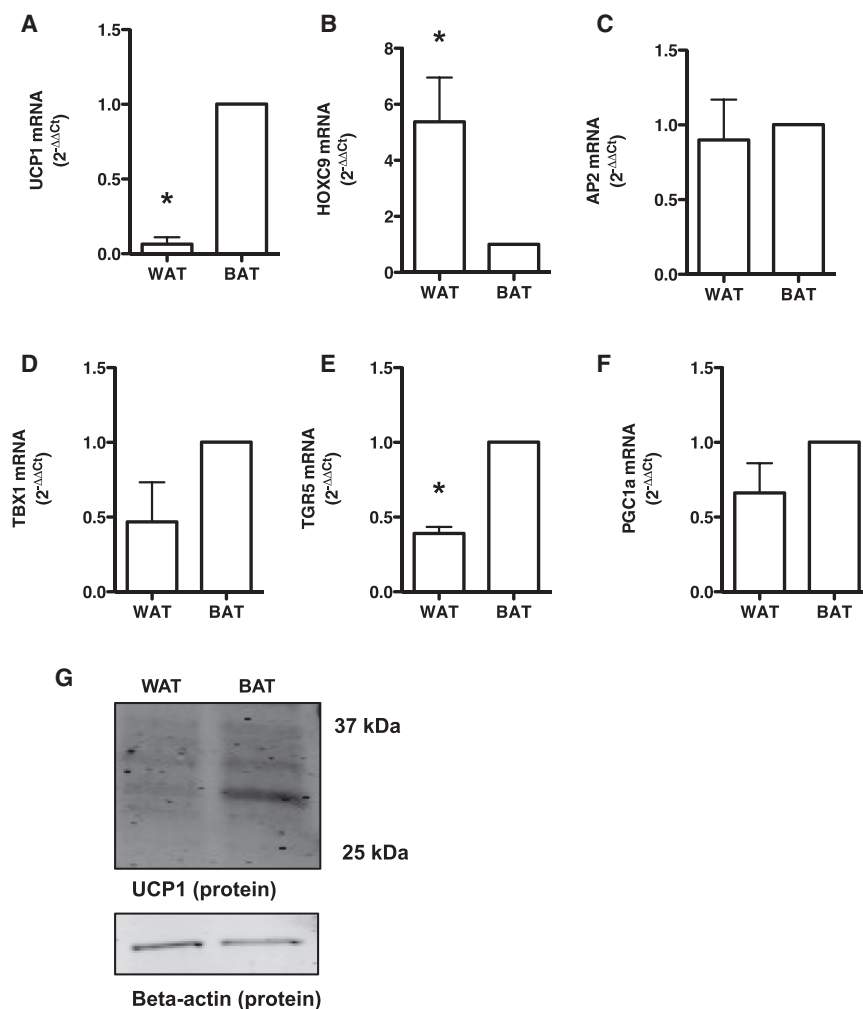 A
UCP1 mRNA
(2-ΔΔCt)
1.5
1.0
0.5
0.0
*
WAT BAT
B
HOXC9 mRNA
(2-ΔΔCt)
8
6
4
2
0
*
WAT BAT
C
AP2 mRNA
(2-ΔΔCt)
1.5
1.0
0.5
0.0
WAT BAT
D
TBX1 mRNA
(2-ΔΔCt)
1.5
1.0
0.5
0.0
WAT BAT
E
TGR5 mRNA
(2-ΔΔCt)
1.5
1.0
0.5
0.0
*
WAT BAT
F
PGC1a mRNA
(2-ΔΔCt)
1.5
1.0
0.5
0.0
WAT BAT
G
WAT BAT
37 kDa
25 kDa
UCP1 (protein)
Beta-actin (protein)